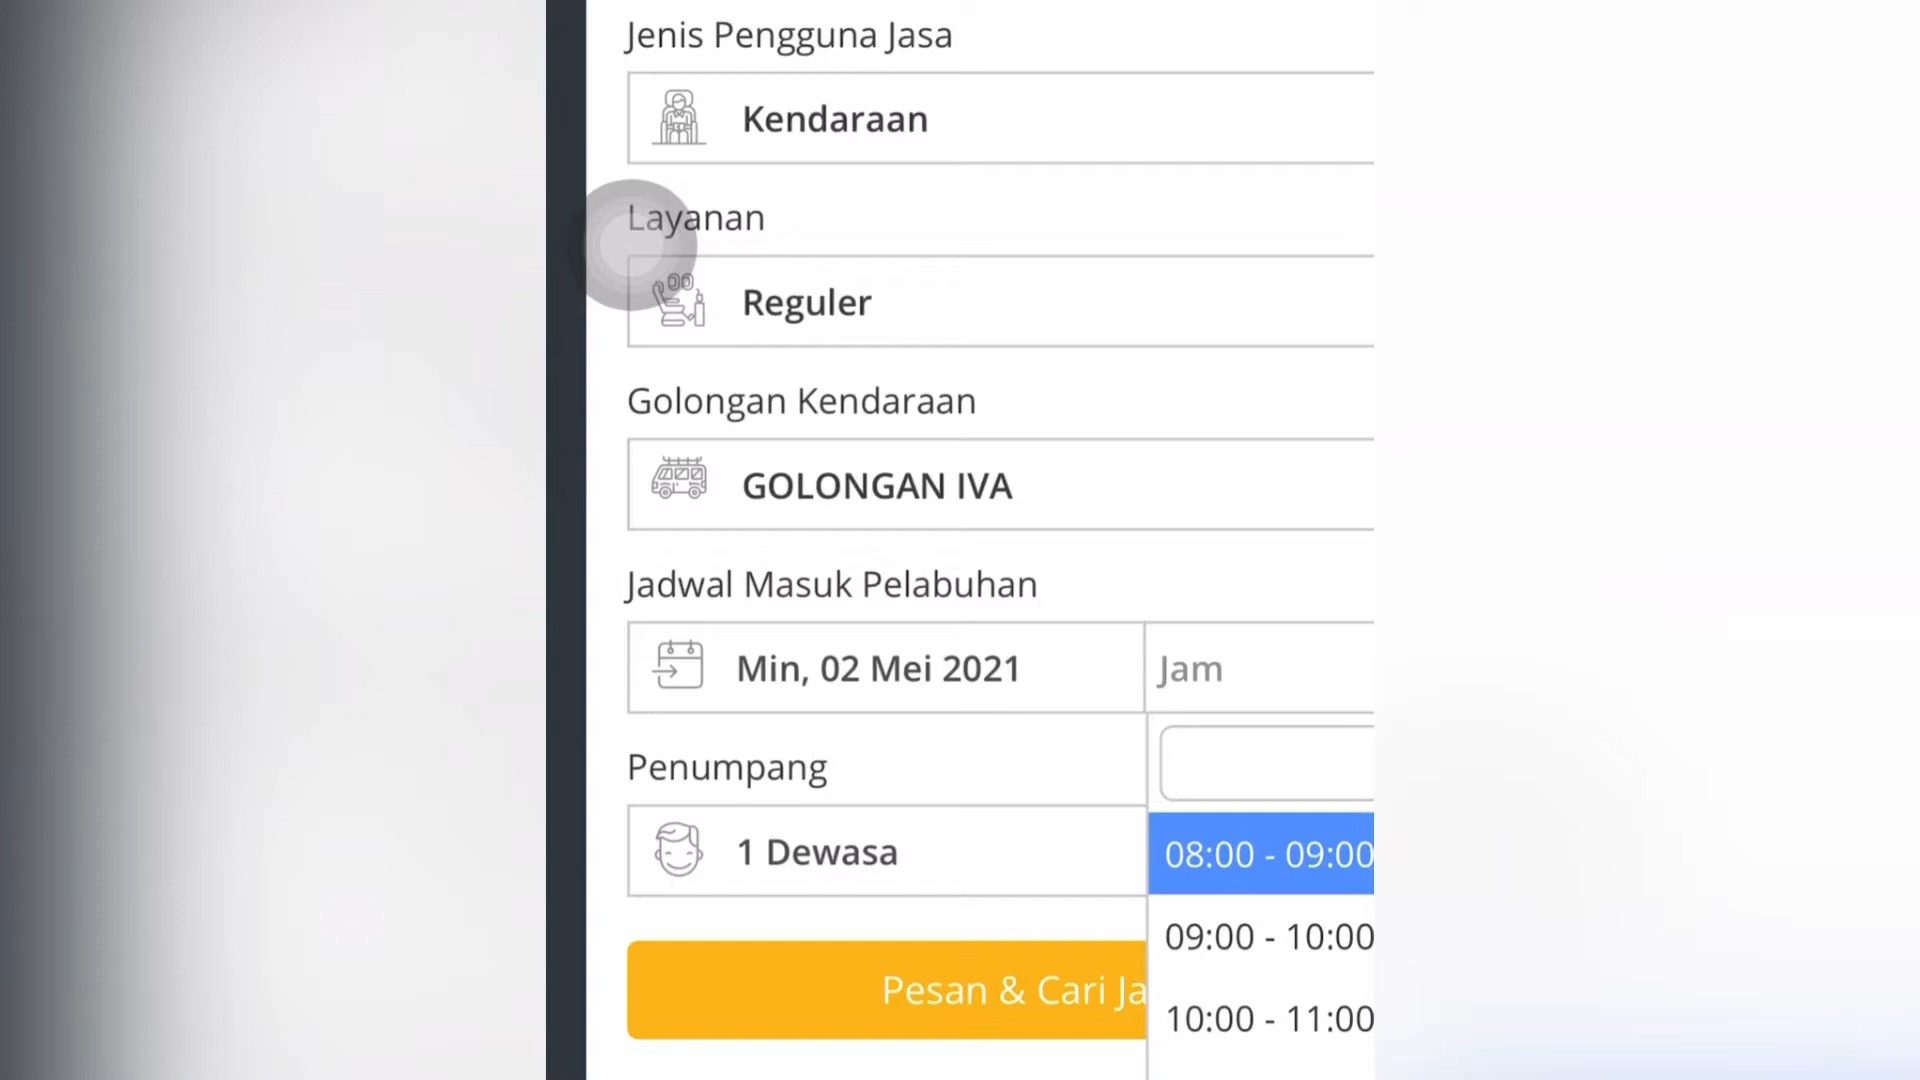 Jenis Pengguna Jasa
Kendaraan
Layanan
Reguler
Golongan Kendaraan
GOLONGAN IVA
Jadwal Masuk Pelabuhan
Min, 02 Mei 2021
Jam
Penumpang
1 Dewasa
08:00 - 09:00
09:00 - 10:00
Pesan & Cari Ja
10:00 - 11:00